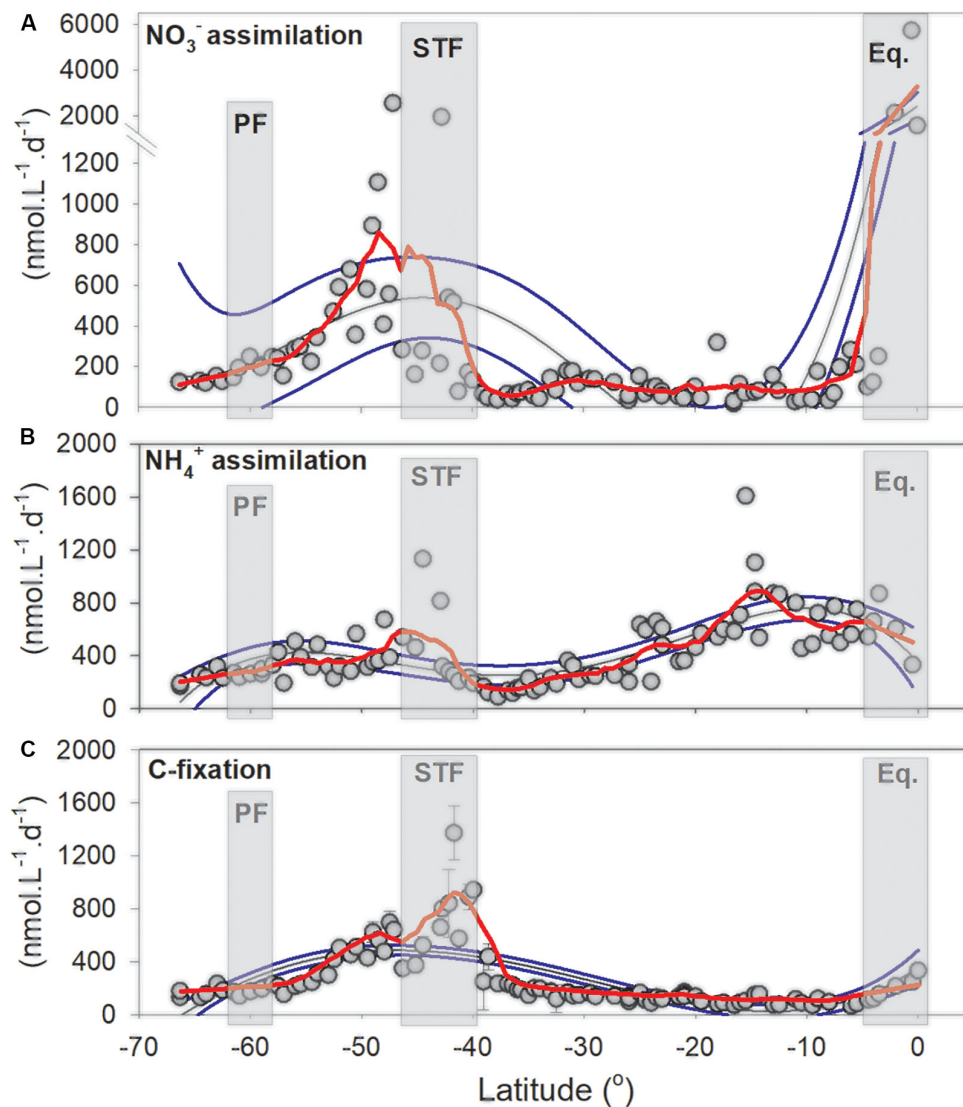 A
NO₃⁻ assimilation
STF
Eq.
PF
6000
4000
2000
1200
1000
800
600
400
200
0
(nmol.L⁻¹.d⁻¹)
B
NH₄⁺ assimilation
STF
Eq.
PF
2000
1600
1200
800
400
0
(nmol.L⁻¹.d⁻¹)
C
C-fixation
STF
Eq.
PF
2000
1600
1200
800
400
0
(nmol.L⁻¹.d⁻¹)
-70 -60 -50 -40 -30 -20 -10 0
Latitude (°)